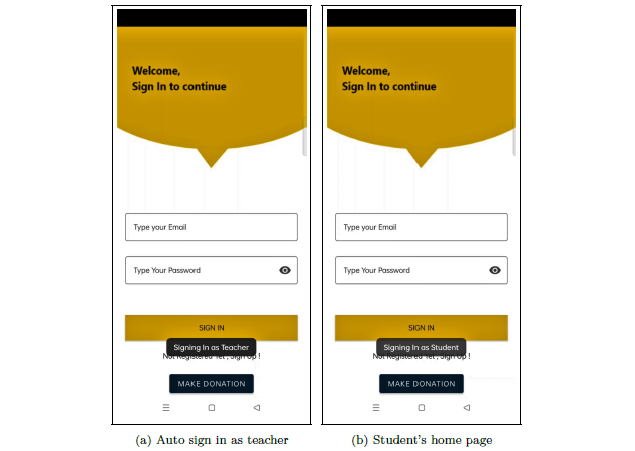 Welcome,
Sign In to continue
Type your Email
Type Your Password
SIGN IN
Signing In as Teacher
Not Registered Yet , Sign Up !
MAKE DONATION
(a) Auto sign in as teacher
Welcome,
Sign In to continue
Type your Email
Type Your Password
SIGN IN
Signing In as Student
Not Registered Yet , Sign Up !
MAKE DONATION
(b) Student's home page